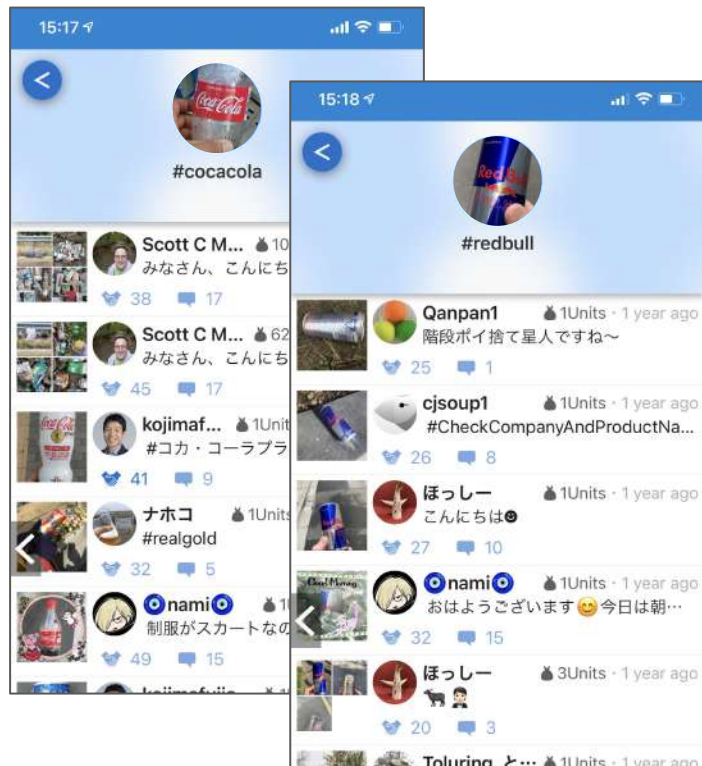 15:17
<
Coca-Cola
#cocacola
Scott C M... 10
みなさん、こんにち
38 17
Scott C M... 62
みなさん、こんにち
45 17
kojimaf... 1Unit
#コカ・コーラプラ
41 9
ナホコ 1Units
#realgold
32 5
nami
制服がスカートなの
49 15
15:18
<
Red Bull
#redbull
Qanpan1 1Units · 1 year ago
階段ポイ捨て星人ですね〜
25 1
cjsoup1 1Units · 1 year ago
#CheckCompanyAndProductNa...
26 8
ほっしー 1Units · 1 year ago
こんにちは☻
27 10
🧿nami🧿 1Units · 1 year ago
おはようございます😊今日は朝…
32 15
ほっしー 3Units · 1 year ago
🐂🤵🏻
20 3
Toluring と… 1Units · 1 year ago